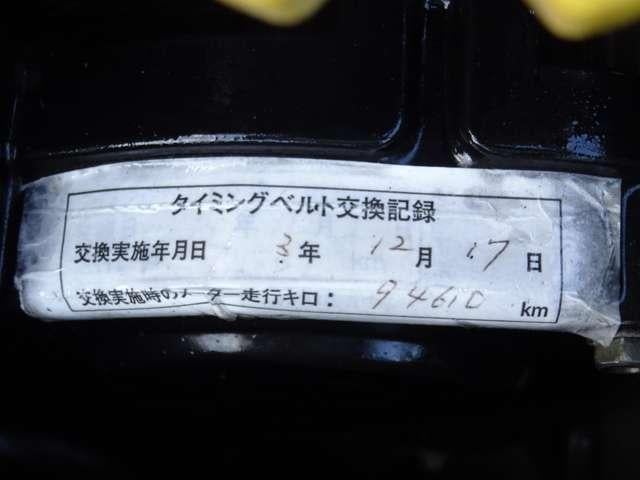 タイミングベルト交換記録
交換実施年月日 3年 12月 17日
交換実施時のメーター走行キロ: 94610 km